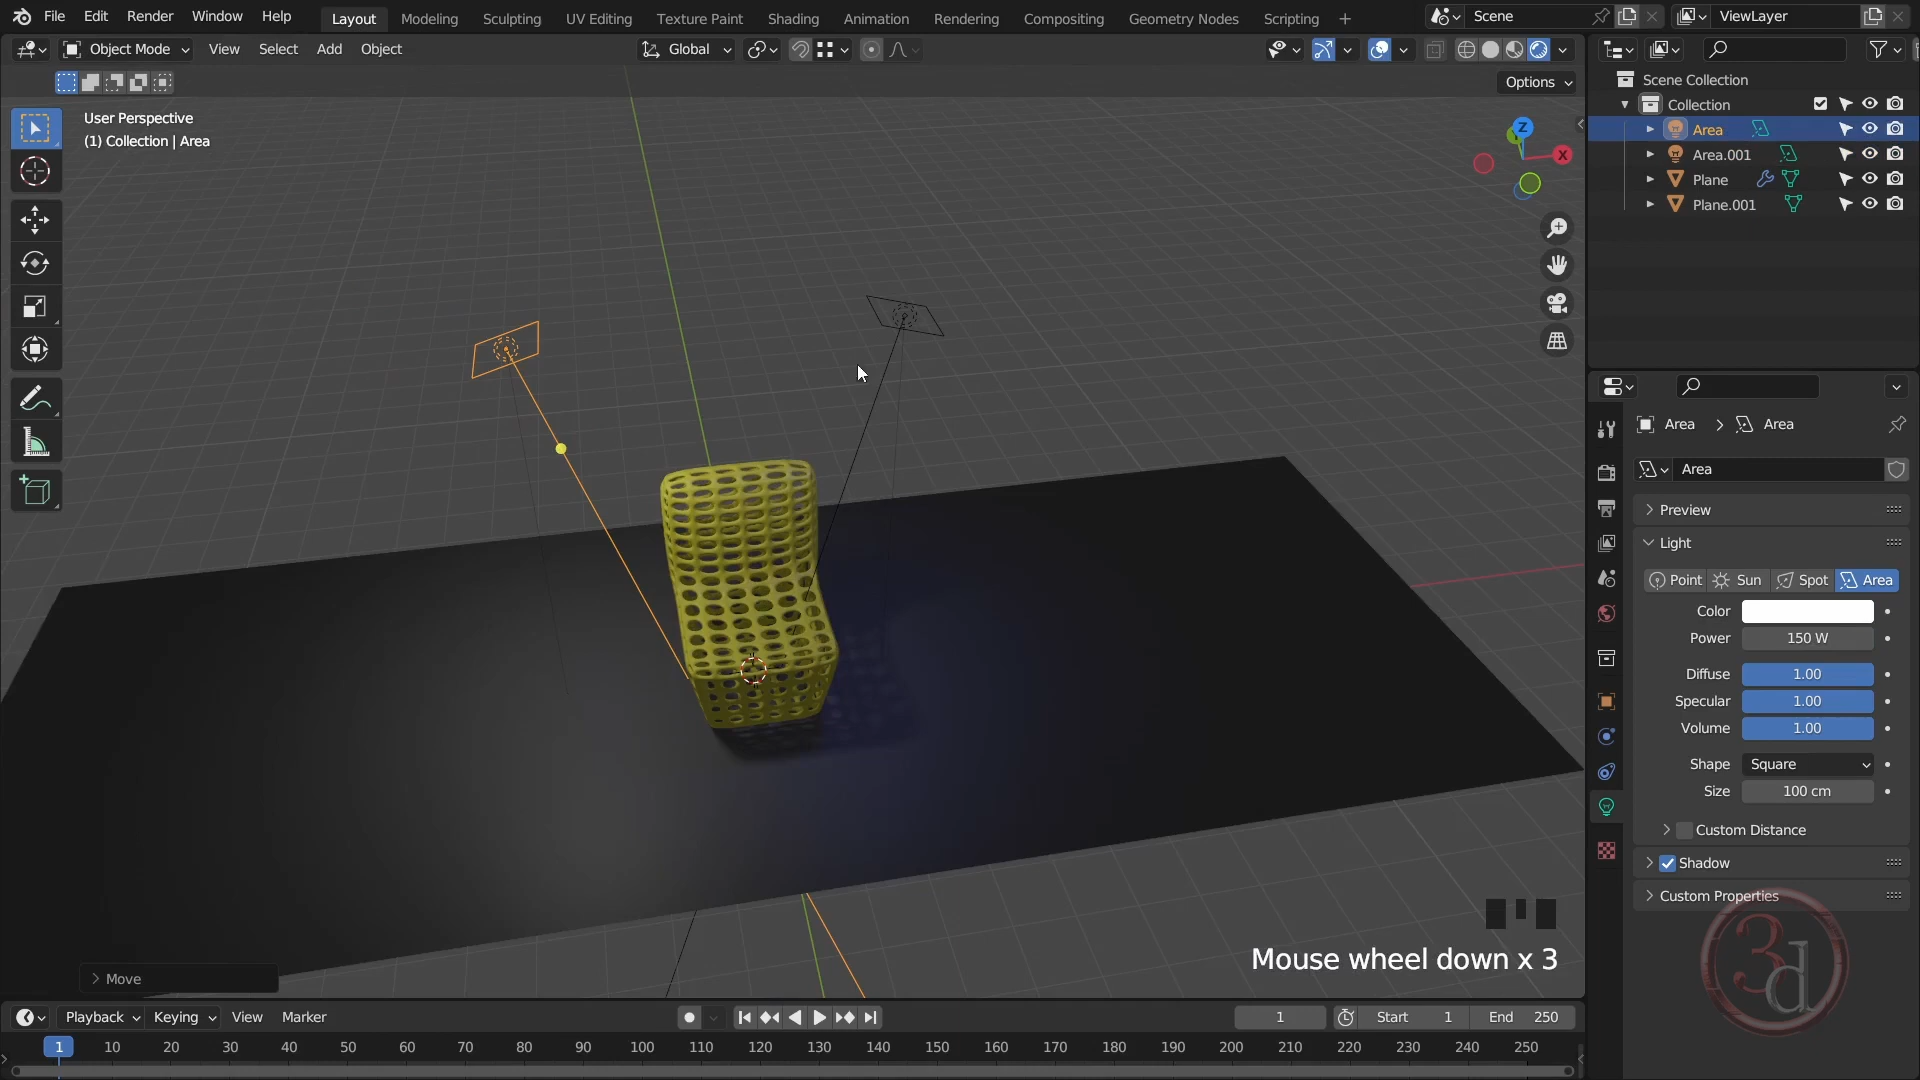 File Edit Render Window Help
Layout Modeling Sculpting UV Editing Texture Paint Shading Animation Rendering Compositing Geometry Nodes Scripting +
Scene
ViewLayer
Object Mode View Select Add Object
Global
Options
User Perspective
(1) Collection | Area
Z
X
Scene Collection
Collection
Area
Area.001
Plane
Plane.001
Area > Area
Area
Preview
Light
Point Sun Spot Area
Color
Power 150 W
Diffuse 1.00
Specular 1.00
Volume 1.00
Shape Square
Size 100 cm
Custom Distance
Shadow
Custom Properties
3d
Mouse wheel down x 3
Move
Playback Keying View Marker
1
Start 1
End 250
1 10 20 30 40 50 60 70 80 90 100 110 120 130 140 150 160 170 180 190 200 210 220 230 240 250